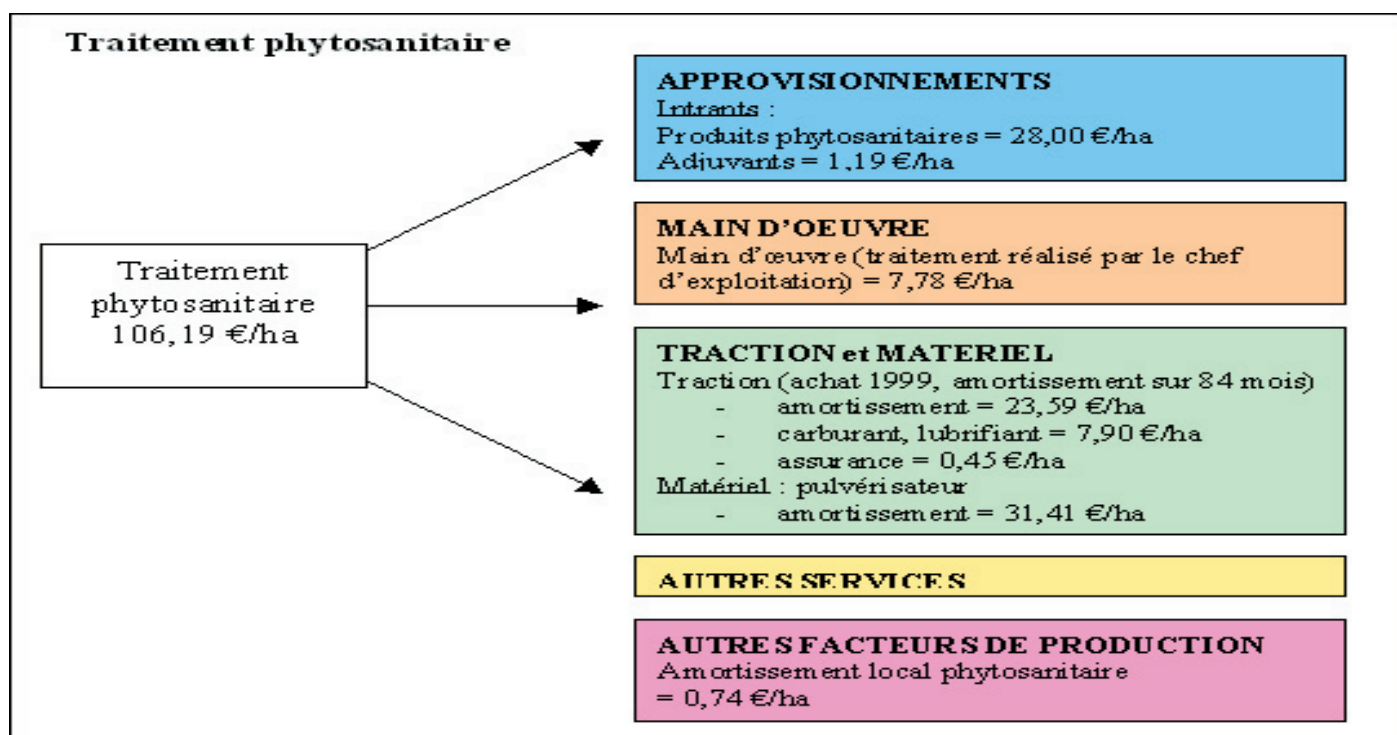 Traitement phytosanitaire
Traitement
phytosanitaire
106,19 €/ha
APPROVISIONNEMENTS
Intrants :
Produits phytosanitaires = 28,00 €/ha
Adjuvants = 1,19 €/ha
MAIN D'OEUVRE
Main d'œuvre (traitement réalisé par le chef
d'exploitation) = 7,78 €/ha
TRACTION et MATERIEL
Traction (achat 1999, amortissement sur 84 mois)
- amortissement = 23,59 €/ha
- carburant, lubrifiant = 7,90 €/ha
- assurance = 0,45 €/ha
Matériel : pulvérisateur
- amortissement = 31,41 €/ha
AUTRES SERVICES
AUTRES FACTEURS DE PRODUCTION
Amortissement local phytosanitaire
= 0,74 €/ha